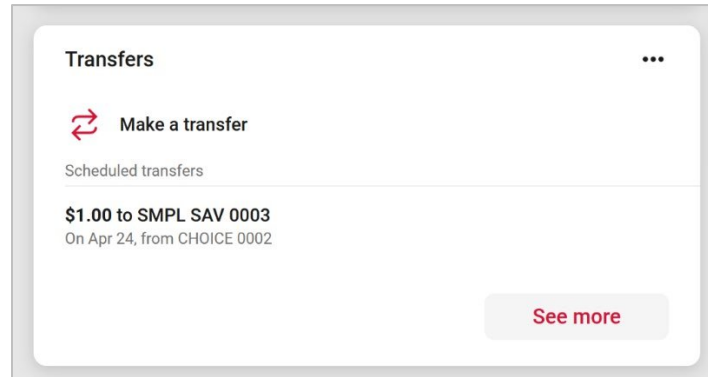 Transfers
Make a transfer
Scheduled transfers
$1.00 to SMPL SAV 0003
On Apr 24, from CHOICE 0002
See more